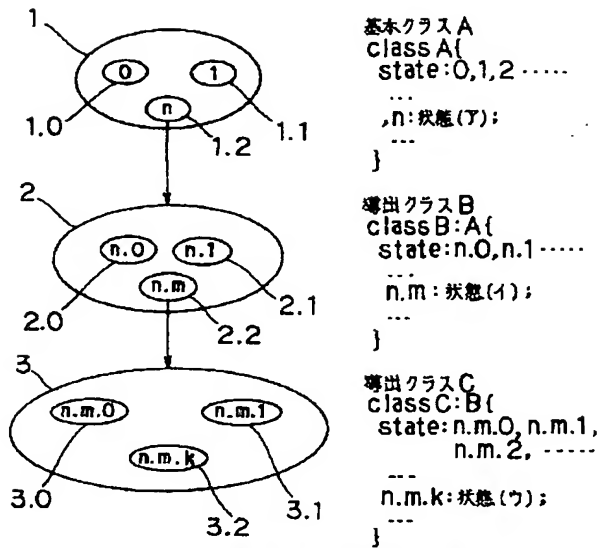 1
0
1
n
1.0
1.2
1.1
2
n.0
n.1
n.m
2.0
2.2
2.1
3
n.m.0
n.m.1
n.m.k
3.0
3.2
3.1
基本クラスA
class A{
state:0,1,2 ‐‐‐‐‐
...
,n:状態(ア);
---
}
導出クラスB
class B:A{
state:n.0,n.1 ‐‐‐‐‐
...
n.m:状態(イ);
---
}
導出クラスC
class C:B{
state:n.m.0,n.m.1,
n.m.2, ‐‐‐‐‐
---
n.m.k:状態(ウ);
---
}